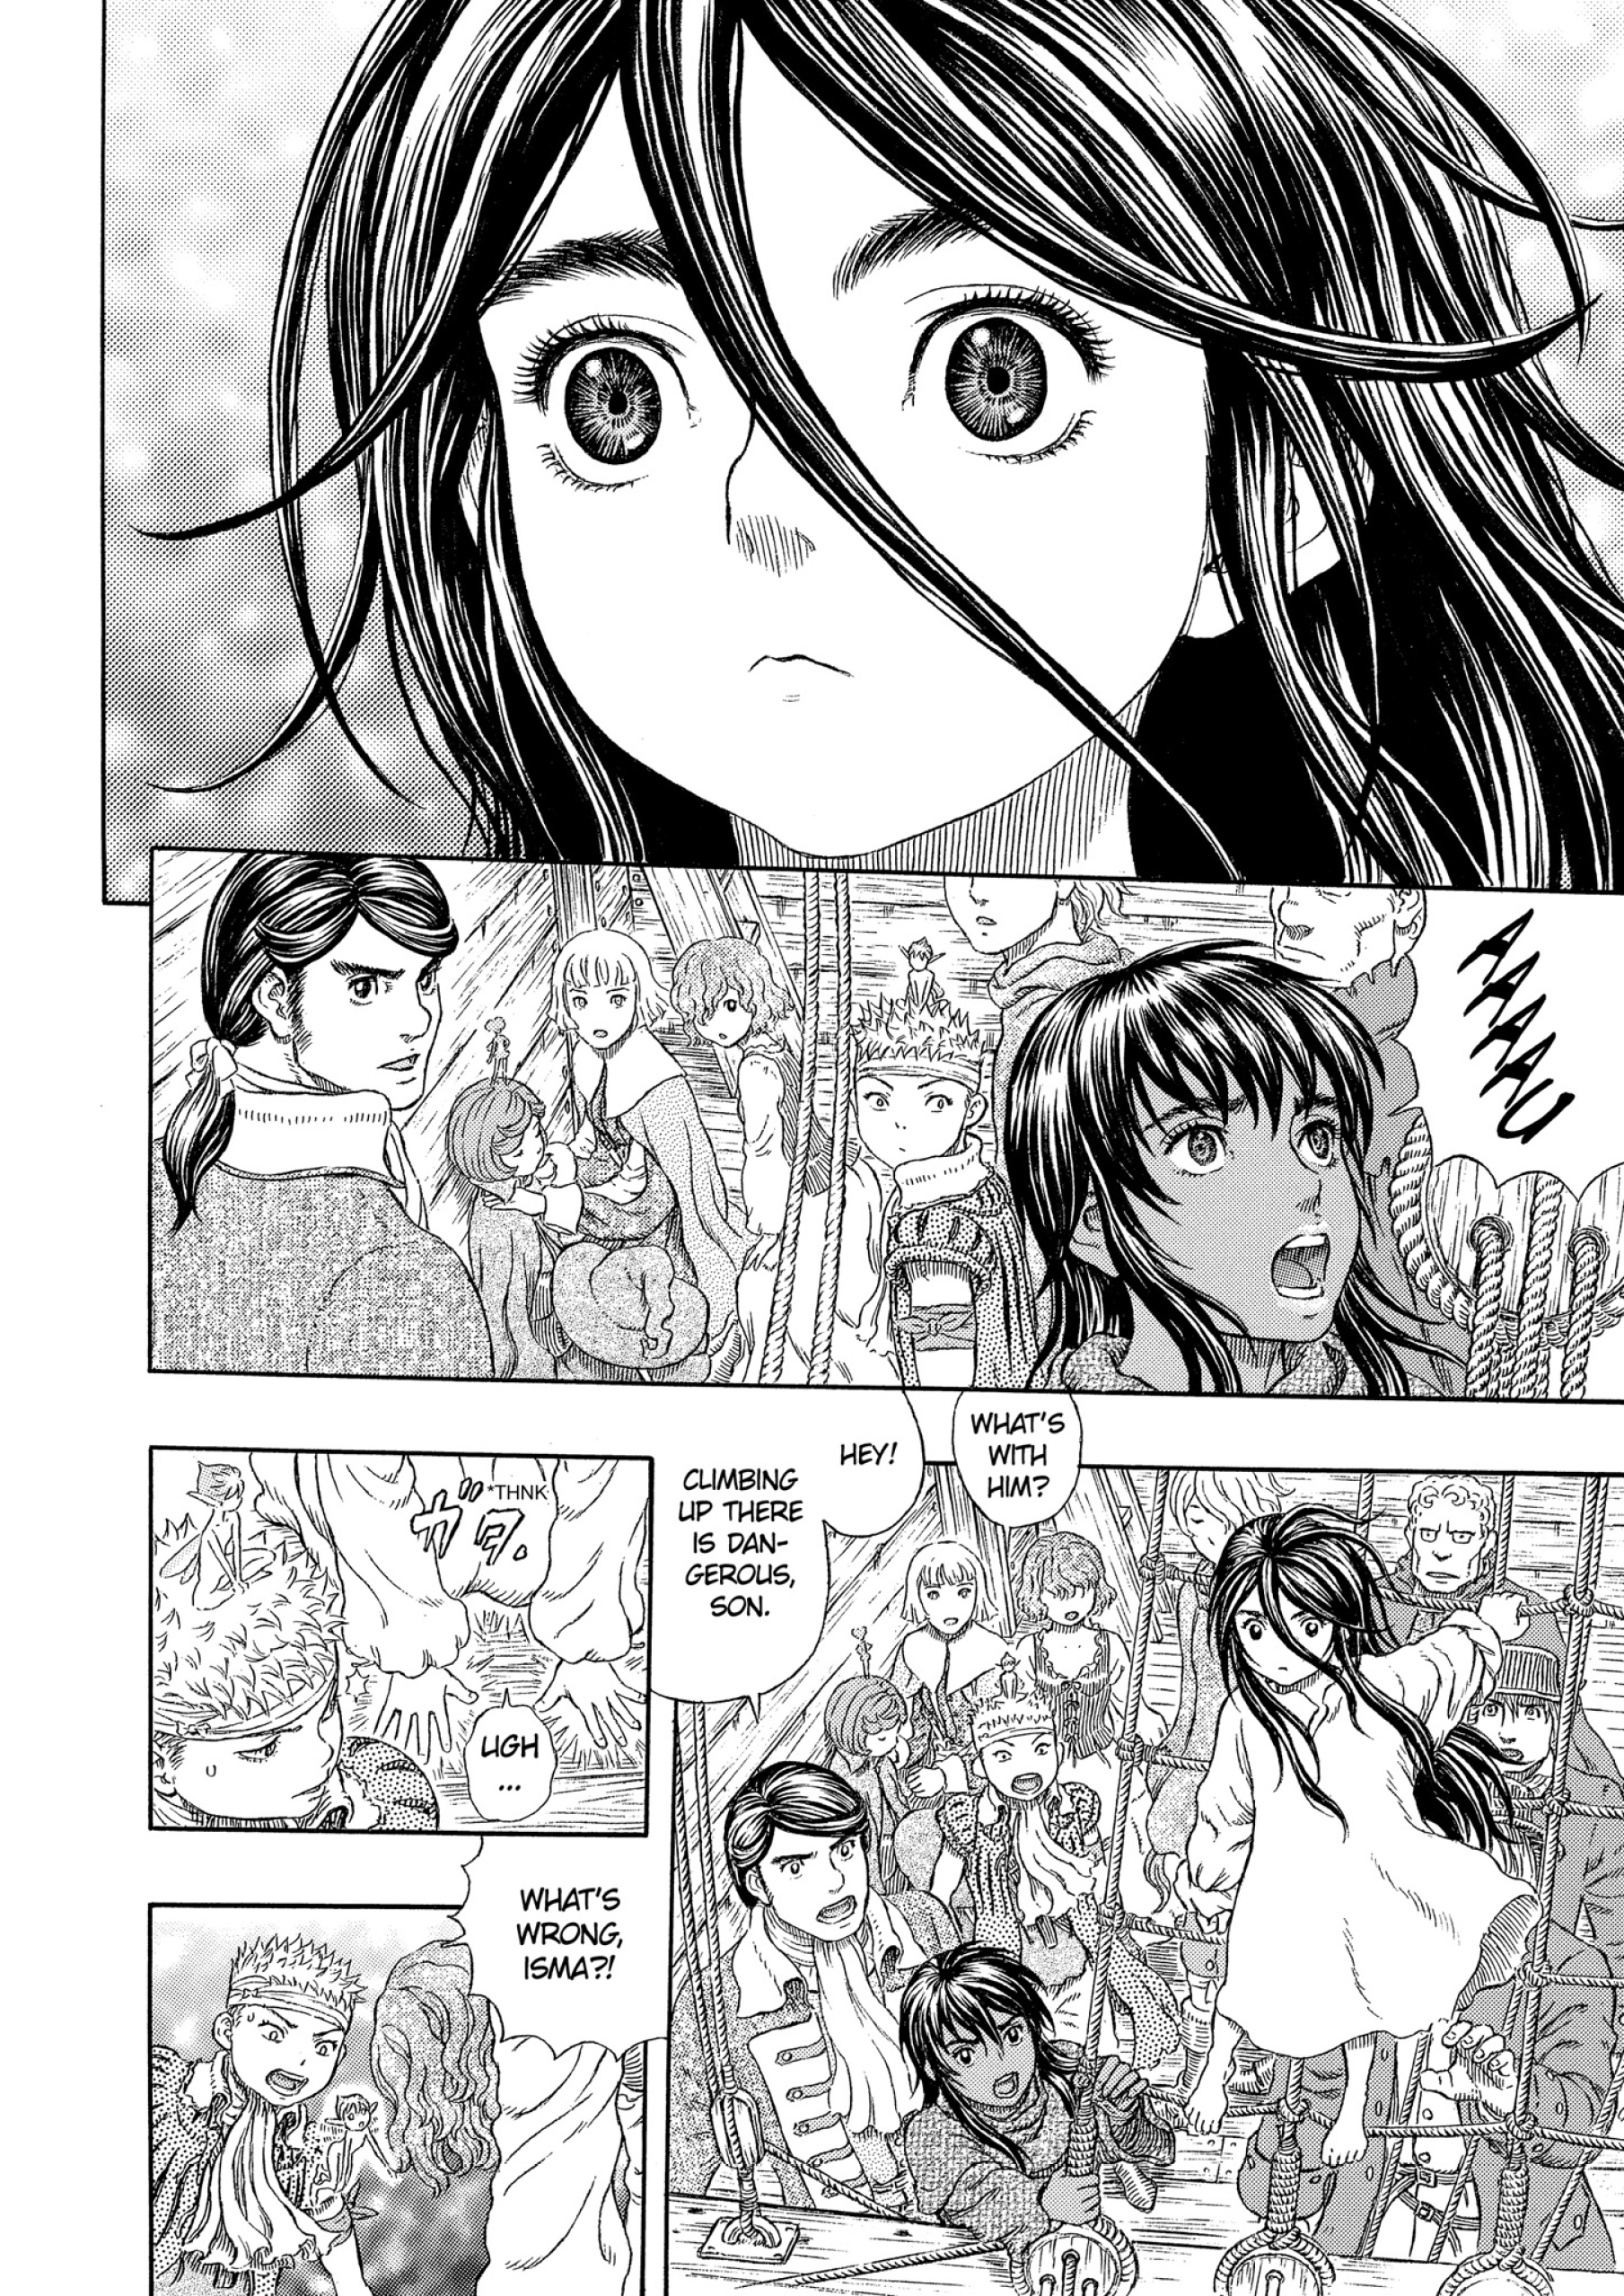 AAAAU
WHAT'S
WITH
HIM?
HEY!
CLIMBING
UP THERE
IS DAN-
GEROUS,
SON.
*THNK
ガタ.
UGH
...
WHAT'S
WRONG,
ISMA?!